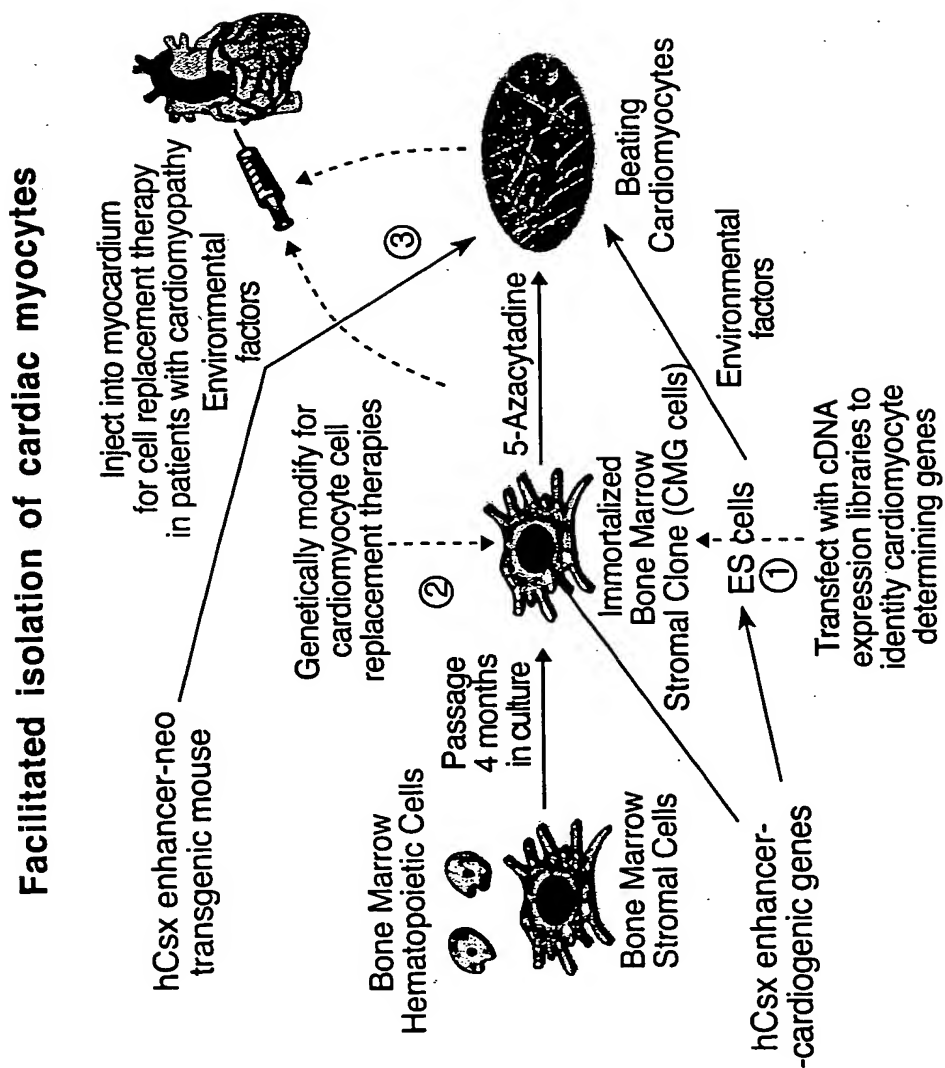 Facilitated isolation of cardiac myocytes
hCsx enhancer-neo
transgenic mouse
Inject into myocardium
for cell replacement therapy
in patients with cardiomyopathy
Environmental
factors
③
Genetically modify for
cardiomyocyte cell
replacement therapies
②
Bone Marrow
Hematopoietic Cells
Passage
4 months
in culture
5-Azacytadine
Bone Marrow
Stromal Cells
Immortalized
Bone Marrow
Stromal Clone (CMG cells)
Beating
Cardiomyocytes
Environmental
factors
hCsx enhancer-
-cardiogenic genes
ES cells
①
Transfect with cDNA
expression libraries to
identity cardiomyocyte
determining genes